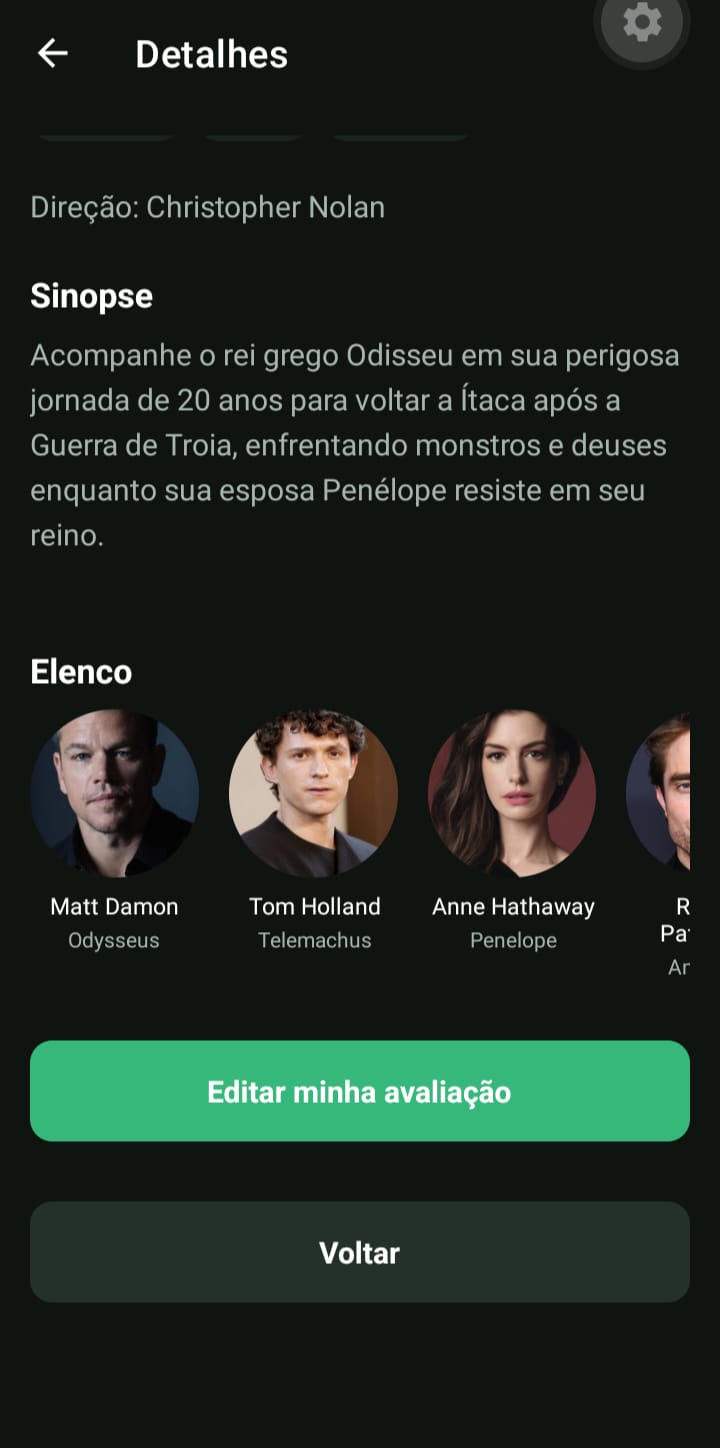 Detalhes
Direção: Christopher Nolan
Sinopse
Acompanhe o rei grego Odisseu em sua perigosa
jornada de 20 anos para voltar a Ítaca após a
Guerra de Troia, enfrentando monstros e deuses
enquanto sua esposa Penélope resiste em seu
reino.
Elenco
Matt Damon
Odysseus
Tom Holland
Telemachus
Anne Hathaway
Penelope
Editar minha avaliação
Voltar